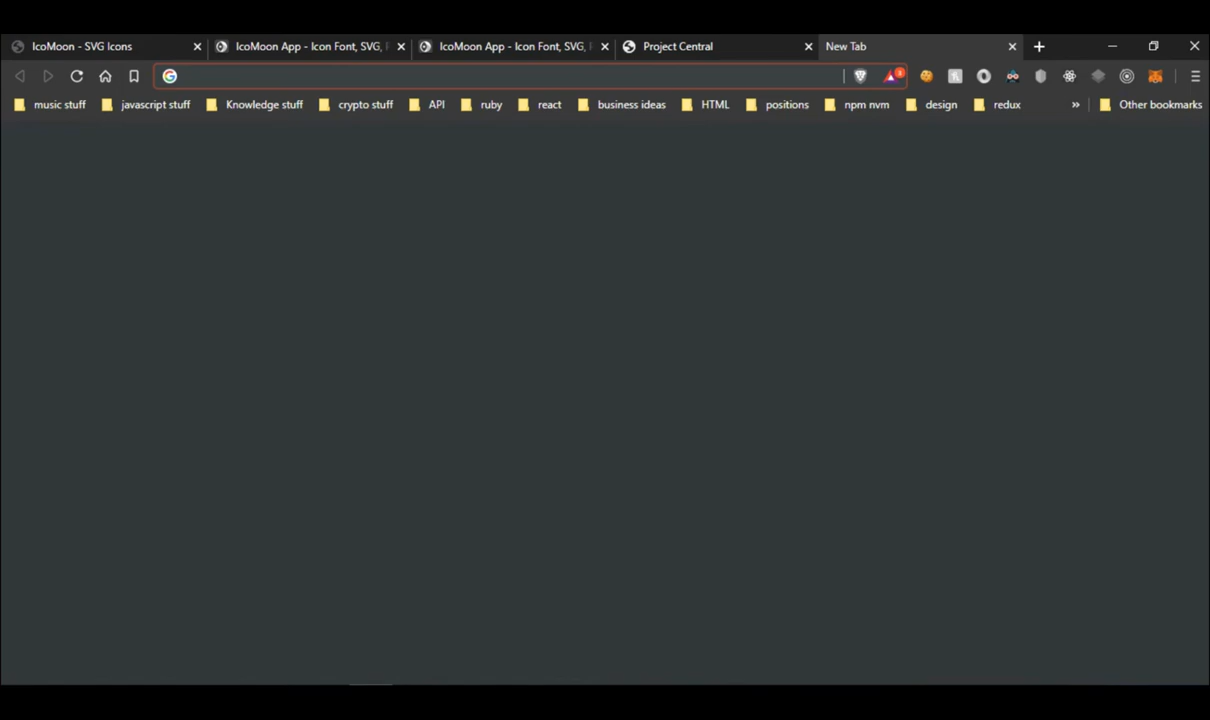 IcoMoon - SVG Icons IcoMoon App - Icon Font, SVG, IcoMoon App - Icon Font, SVG, Project Central New Tab
music stuff javascript stuff Knowledge stuff crypto stuff API ruby react business ideas HTML positions npm nvm design redux » Other bookmarks